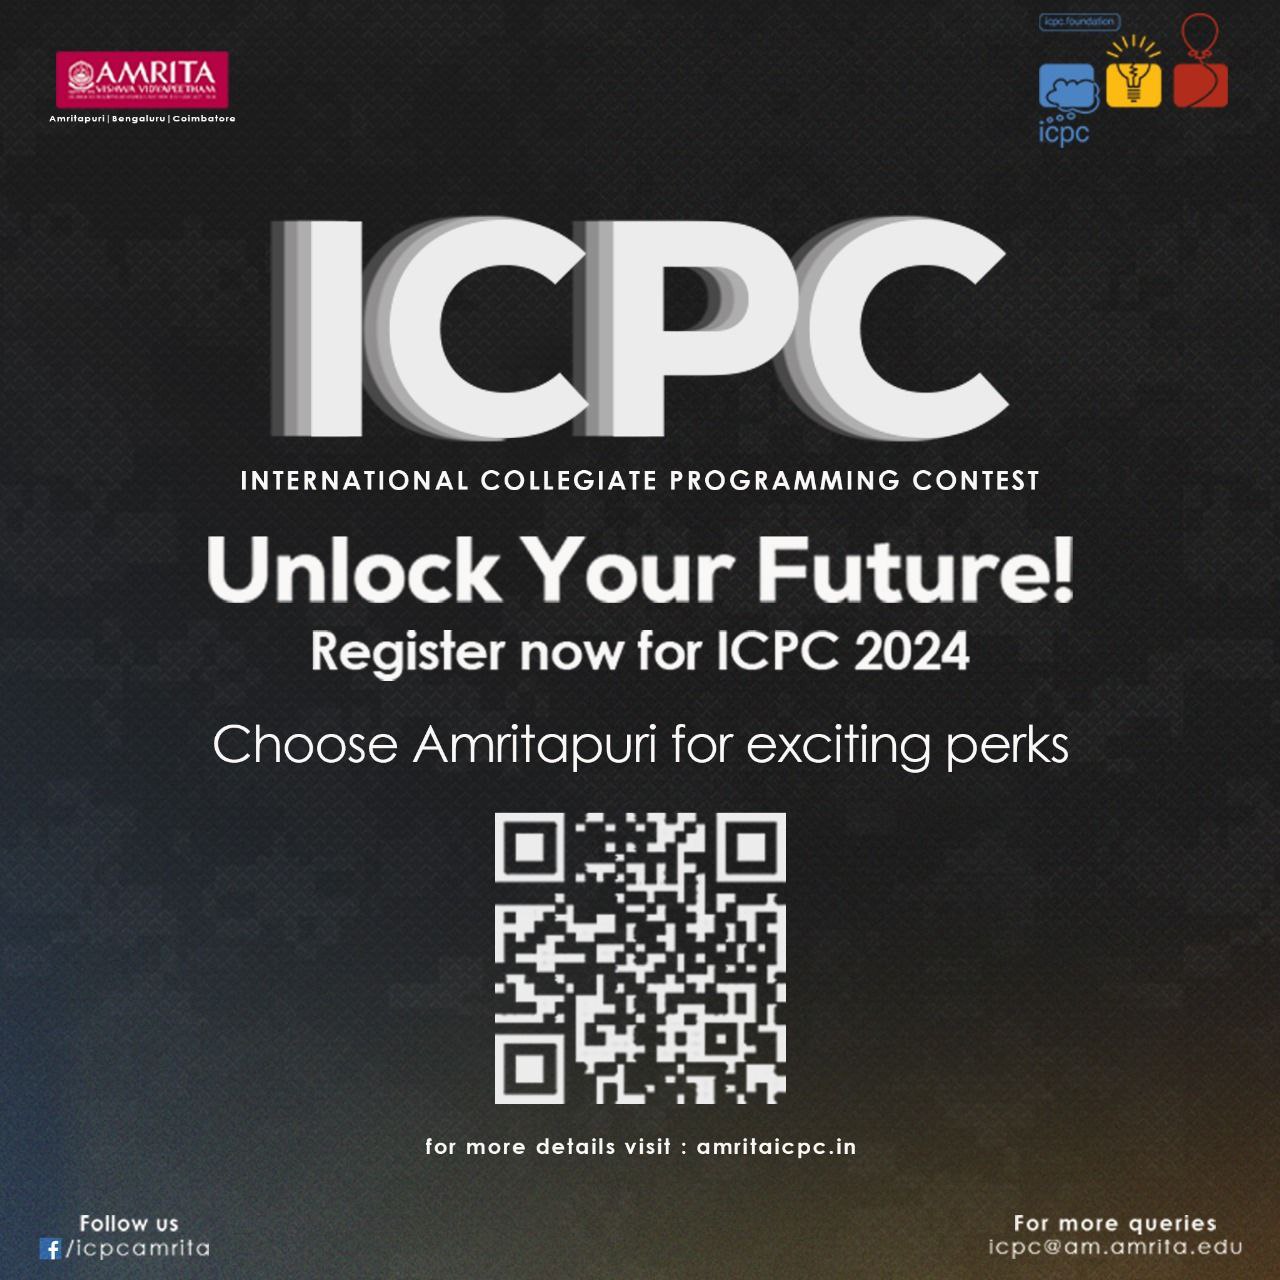 AMRITA
VISHWA VIDYAPEETHAM
Amritapuri|Bengaluru|Coimbatore
icpc.foundation
icpc
ICPC
INTERNATIONAL COLLEGIATE PROGRAMMING CONTEST
Unlock Your Future!
Register now for ICPC 2024
Choose Amritapuri for exciting perks
for more details visit : amritaicpc.in
Follow us
f/icpcamrita
For more queries
icpc@am.amrita.edu